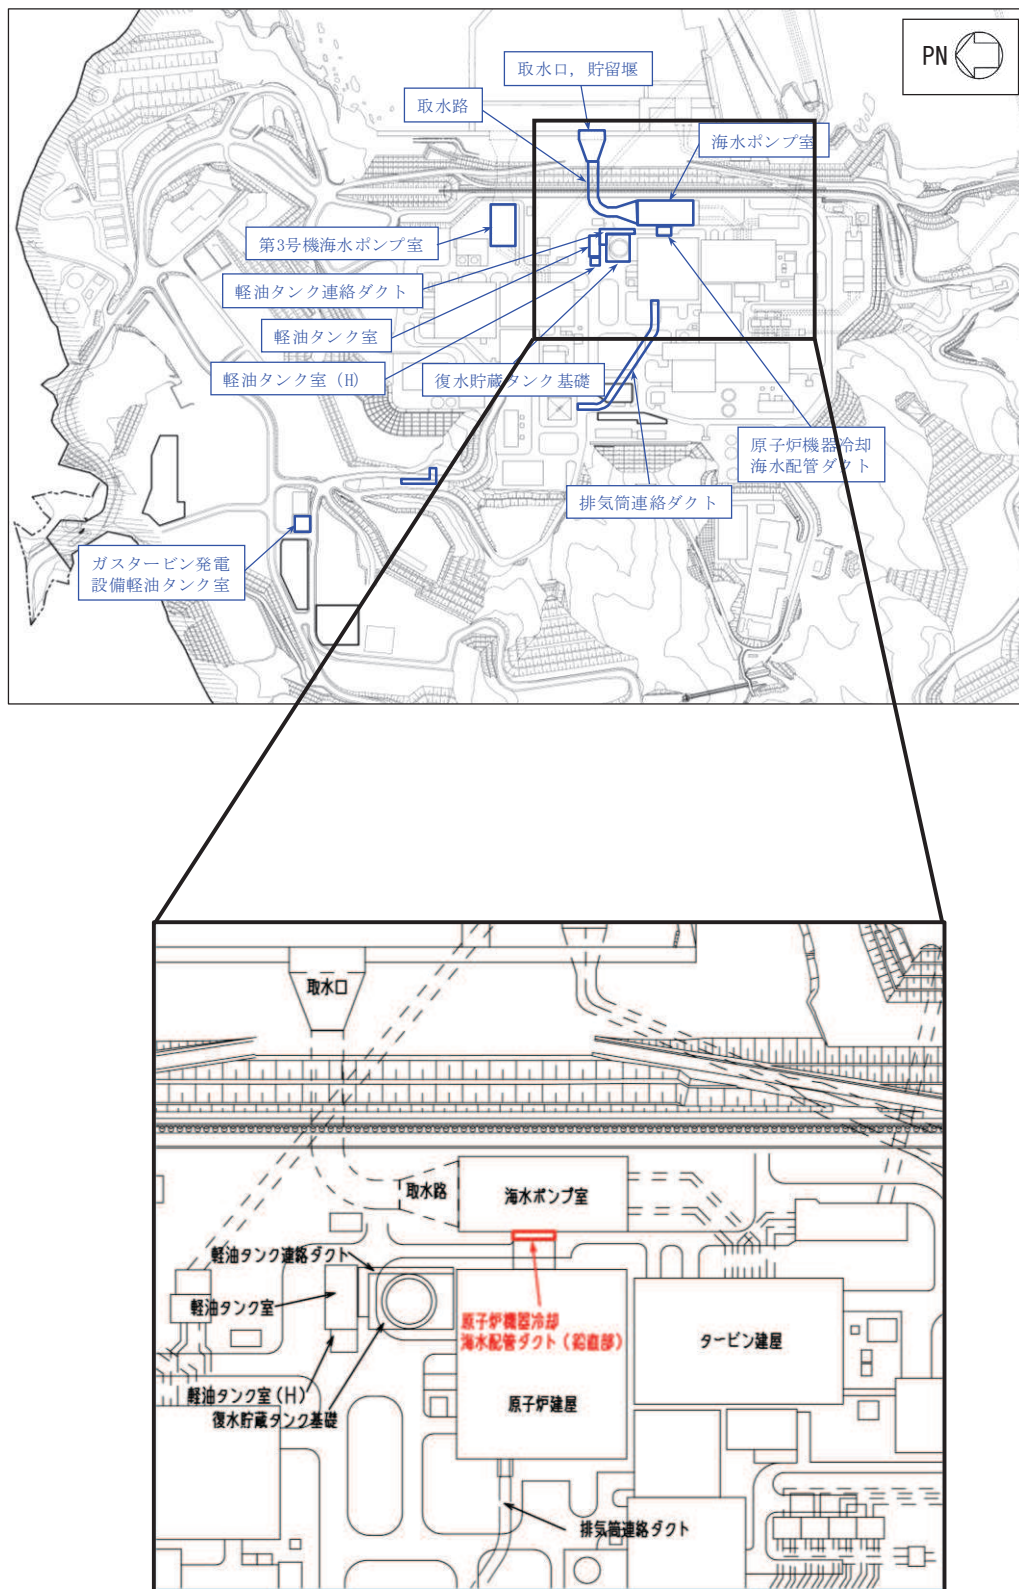 PN
取水口，貯留堰
取水路
海水ポンプ室
第3号機海水ポンプ室
軽油タンク連絡ダクト
軽油タンク室
軽油タンク室（H）
復水貯蔵タンク基礎
原子炉機器冷却
海水配管ダクト
排気筒連絡ダクト
ガスタービン発電
設備軽油タンク室
取水口
取水路
海水ポンプ室
軽油タンク連絡ダクト
軽油タンク室
原子炉機器冷却
海水配管ダクト（鉛直部）
タービン建屋
軽油タンク室（H）
復水貯蔵タンク基礎
原子炉建屋
排気筒連絡ダクト